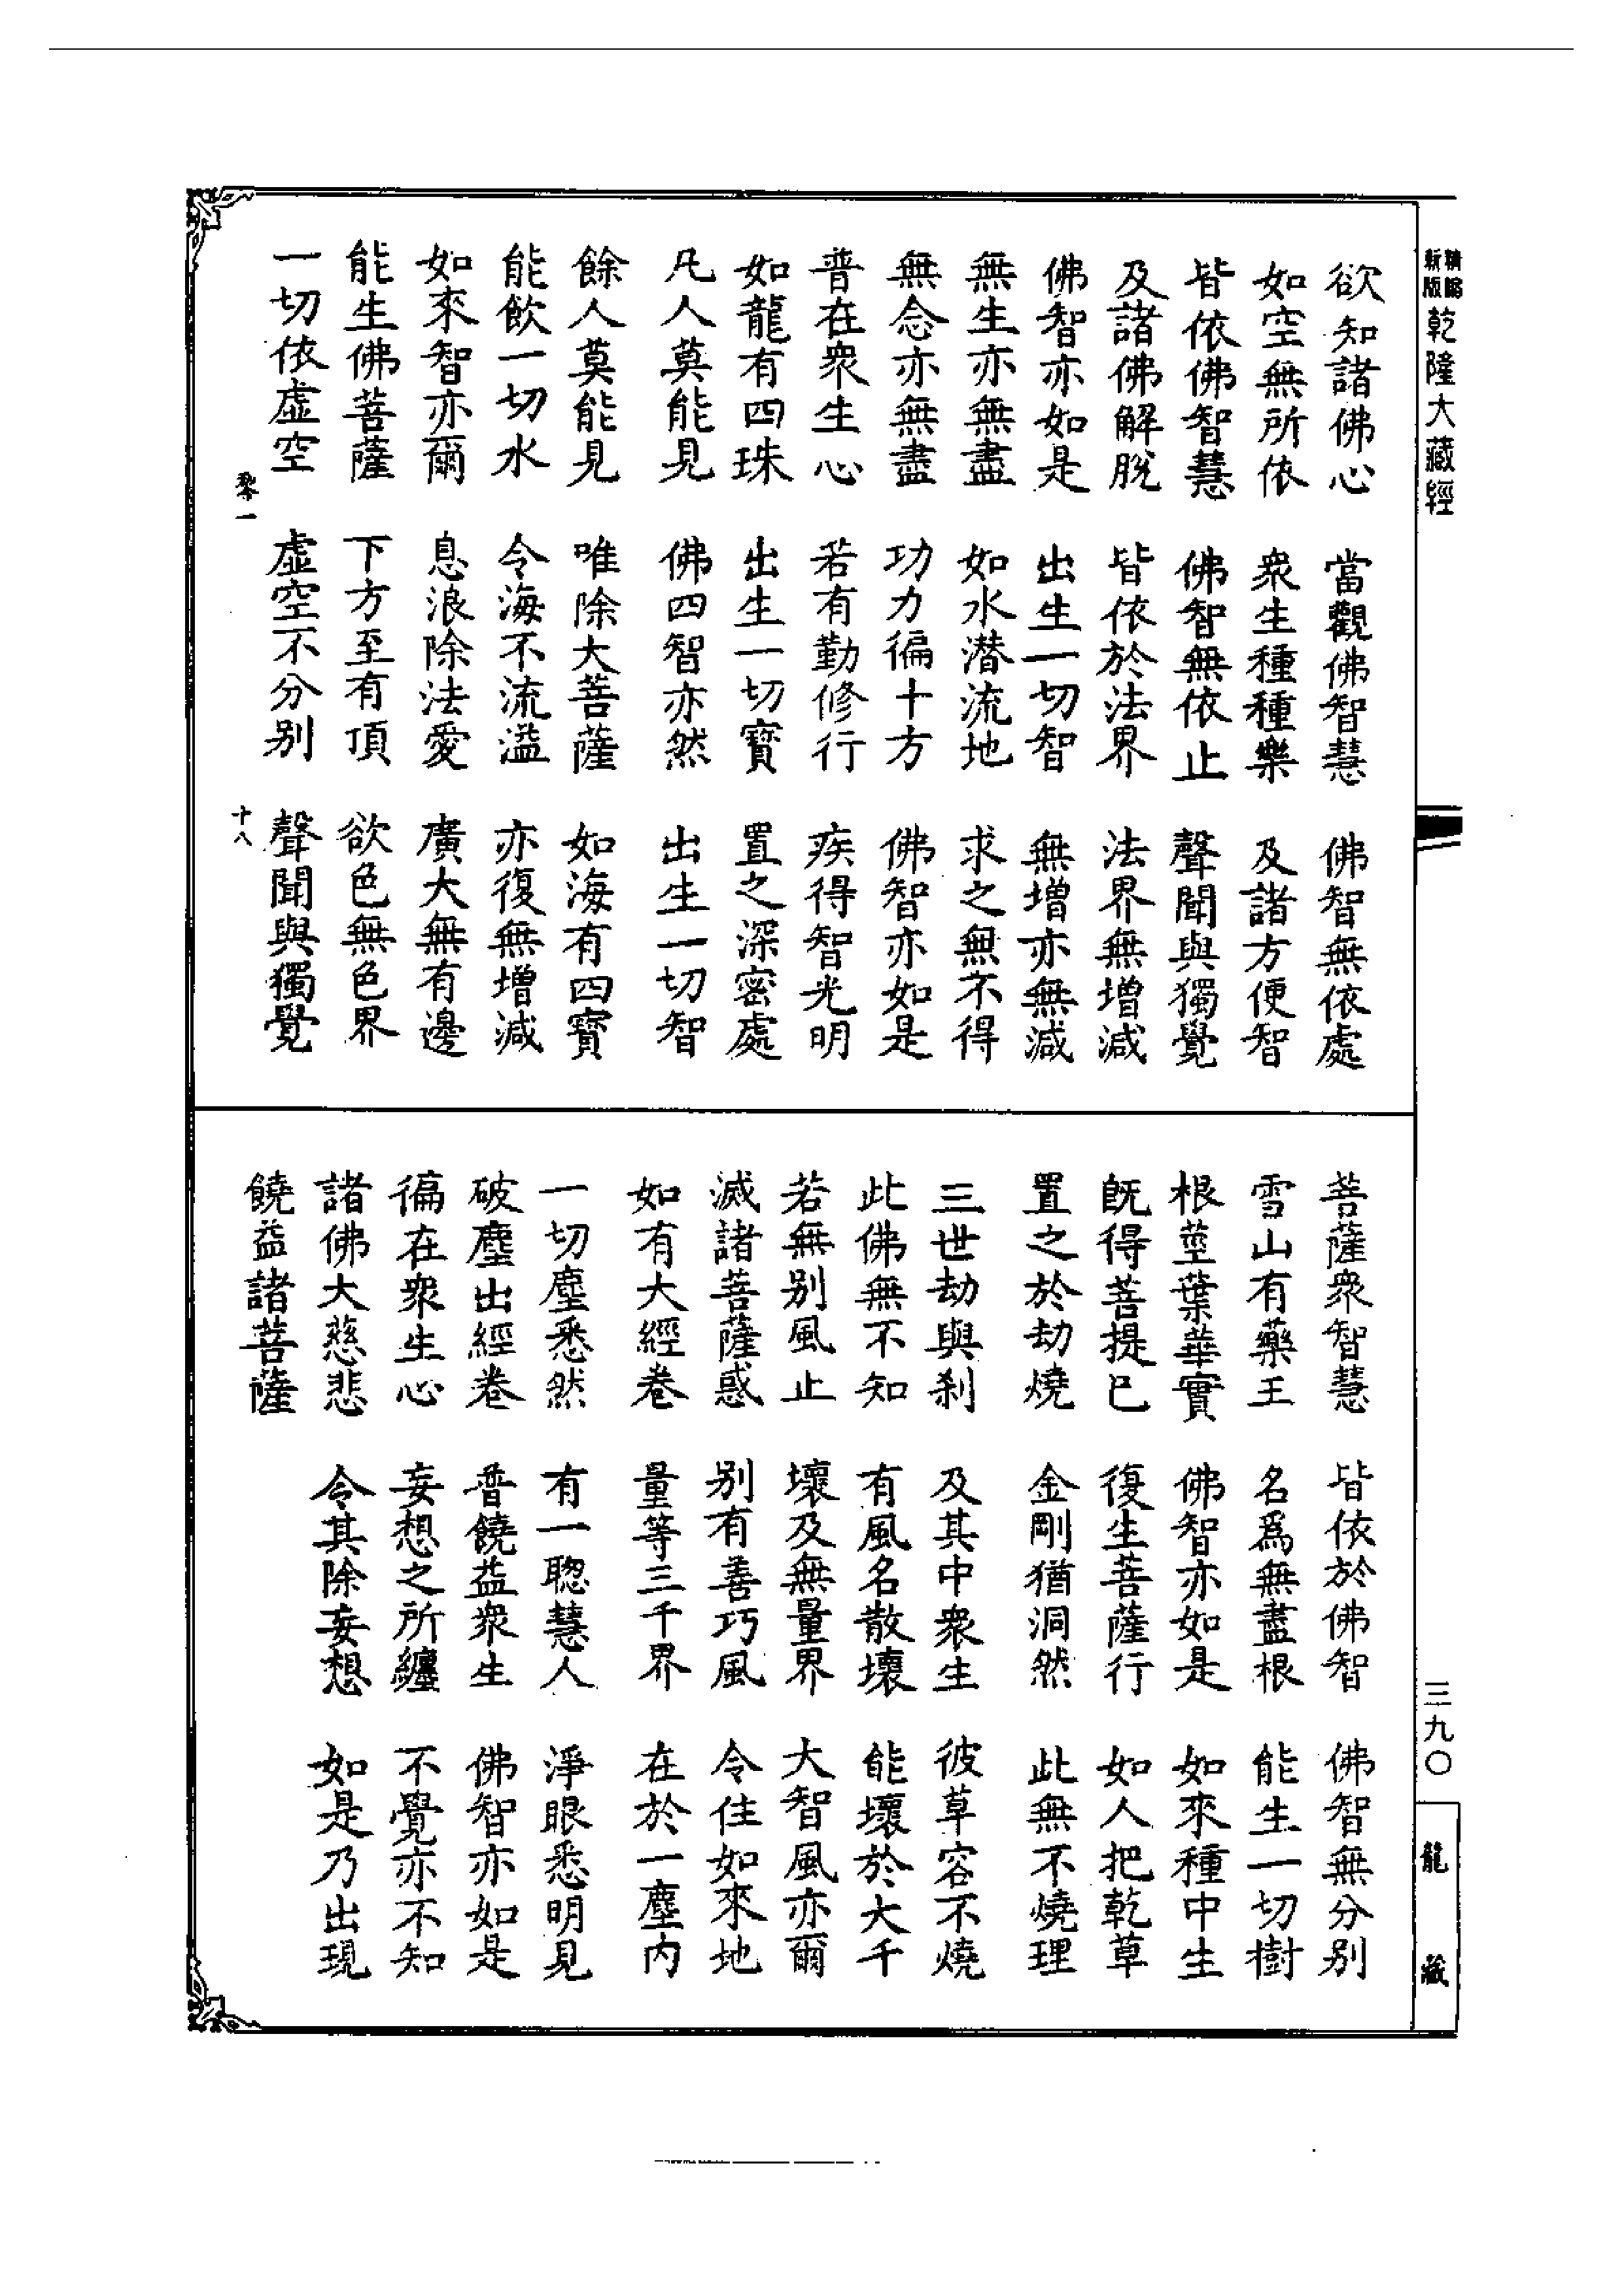 乾隆大藏經
欲知諸佛心　當觀佛智慧　佛智無依處
如空無所依　衆生種種樂　及諸方便智
皆依佛智慧　佛智無依止　聲聞與獨覺
及諸佛解脫　皆依於法界　法界無增減
佛智亦如是　出生一切智　無增亦無減
無生亦無盡　如水潛流地　求之無不得
無念亦無盡　功力徧十方　佛智亦如是
普在衆生心　若有勤修行　疾得智光明
如龍有四珠　出生一切寶　置之深密處
凡人莫能見　佛四智亦然　出生一切智
餘人莫能見　唯除大菩薩　如海有四寶
能飲一切水　令海不流溢　亦復無增減
如來智亦爾　息浪除法愛　廣大無有邊
能生佛菩薩　下方至有頂　欲色無色界
一切依虛空　虛空不分別　聲聞與獨覺
黎一　十八
菩薩衆智慧　皆依於佛智　佛智無分別
雪山有藥王　名爲無盡根　能生一切樹
根莖葉華實　佛智亦如是　如來種中生
既得菩提已　復生菩薩行　如人把乾草
置之於劫燒　金剛猶洞然　此無不燒理
三世劫與刹　及其中衆生　彼草容不燒
此佛無不知　有風名散壞　能壞於大千
若無別風止　壞及無量界　大智風亦爾
滅諸菩薩惑　別有善巧風　令住如來地
如有大經卷　量等三千界　在於一塵內
一切塵悉然　有一聰慧人　淨眼悉明見
破塵出經卷　普饒益衆生　佛智亦如是
徧在衆生心　妄想之所纏　不覺亦不知
諸佛大慈悲　令其除妄想　如是乃出現
饒益諸菩薩
三九〇
龍藏